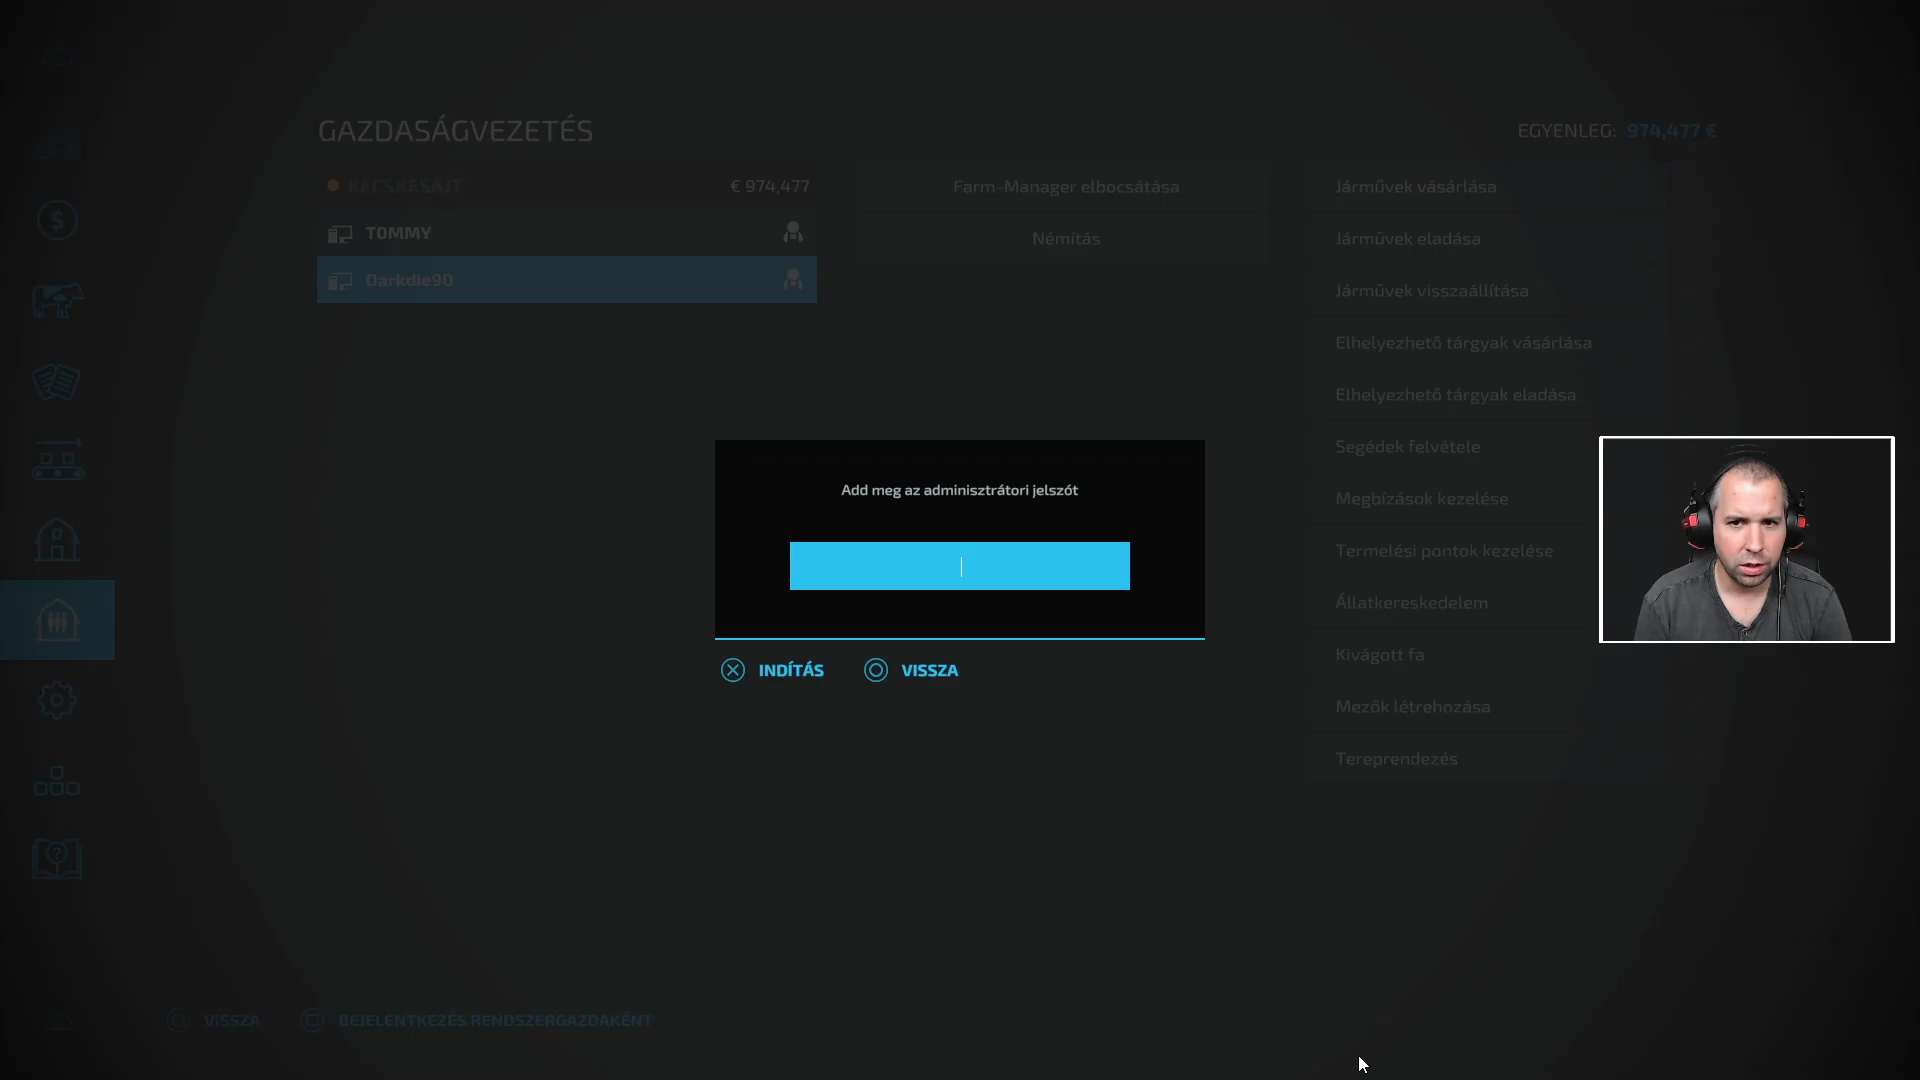 GAZDASÁGVEZETÉS
EGYENLEG: 974,477 €
KECSKESAJT € 974,477
TOMMY
Darkdie90
Farm-Manager elbocsátása
Némítás
Járművek vásárlása
Járművek eladása
Járművek visszaállítása
Elhelyezhető tárgyak vásárlása
Elhelyezhető tárgyak eladása
Segédek felvétele
Megbízások kezelése
Termelési pontok kezelése
Állatkereskedelem
Kivágott fa
Mezők létrehozása
Tereprendezés
Add meg az adminisztrátori jelszót
INDÍTÁS VISSZA
VISSZA BEJELENTKEZÉS RENDSZERGAZDAKÉNT